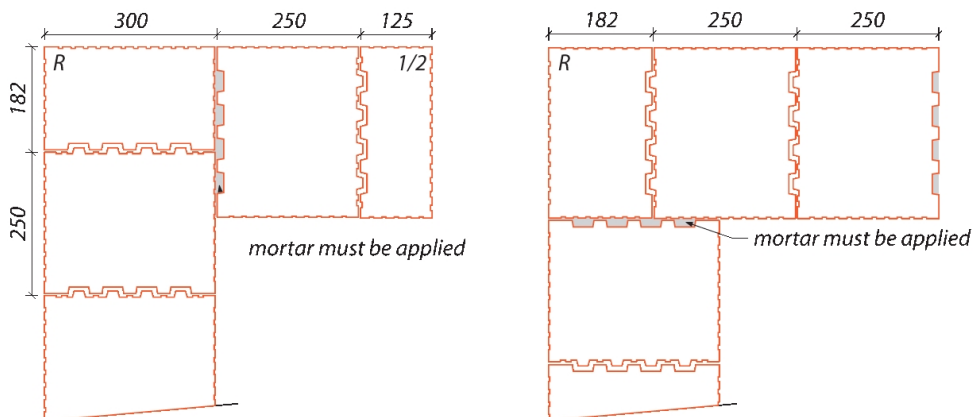 300 250 125
R 1/2
182
250
mortar must be applied
182 250 250
R
mortar must be applied